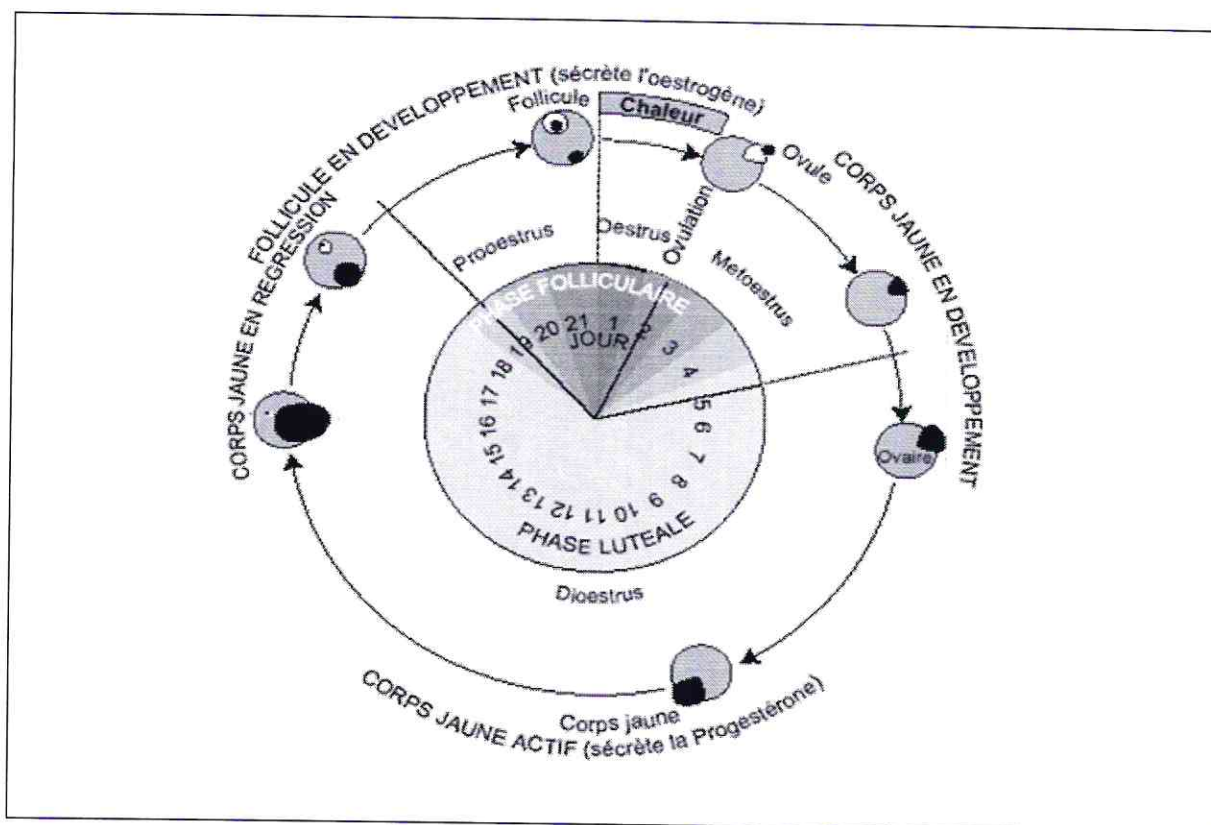 FOLLICULE EN DEVELOPPEMENT (sécrète l'oestrogène)
Follicule
Chaleur
Ovule
Ovulation
CORPS JAUNE EN DEVELOPPEMENT
CORPS JAUNE EN REGRESSION
Prooestrus
Oestrus
Metoestrus
PHASE FOLLICULAIRE
JOUR
1
2
3
4
5
6
7
8
9
10
11
12
13
14
15
16
17
18
19
20
21
PHASE LUTEALE
Ovaire
Dioestrus
Corps jaune
CORPS JAUNE ACTIF (sécrète la Progestérone)